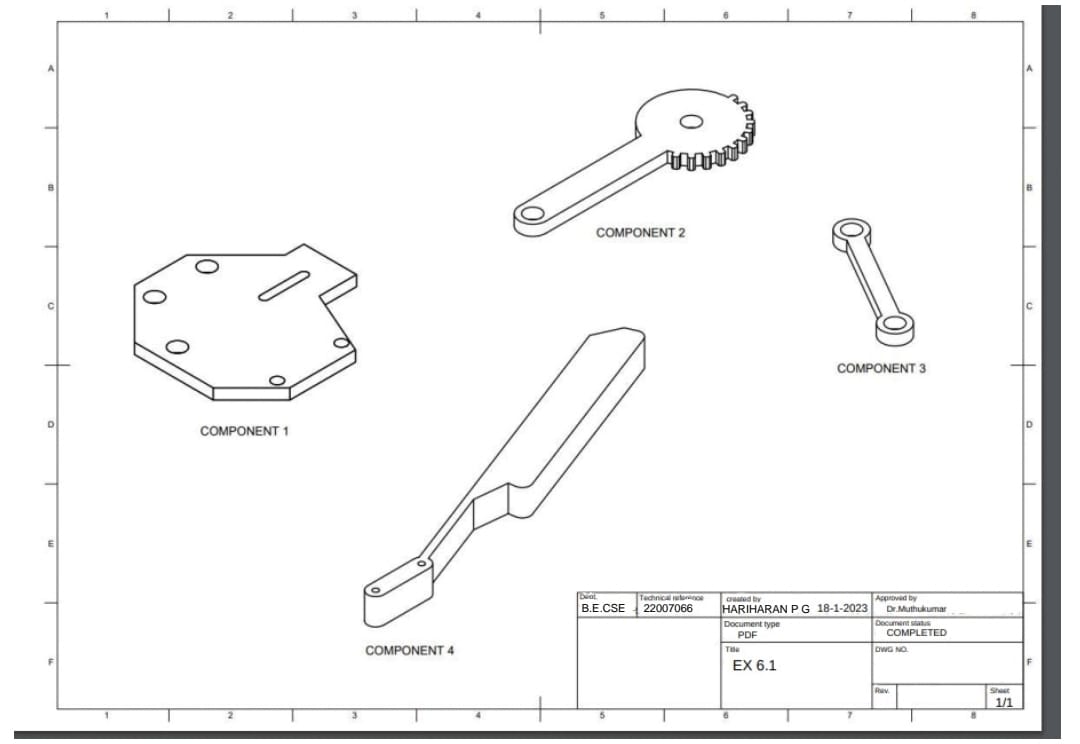 1 2 3 4 5 6 7 8
A A
B B
COMPONENT 2
C C
COMPONENT 3
COMPONENT 1
D D
E E
Dept. Technical reference created by Approved by
B.E.CSE 22007066 HARIHARAN P G 18-1-2023 Dr.Muthukumar
Document type Document status
PDF COMPLETED
COMPONENT 4
Title DWG NO.
F EX 6.1 F
Rev. Sheet
1/1
1 2 3 4 5 6 7 8